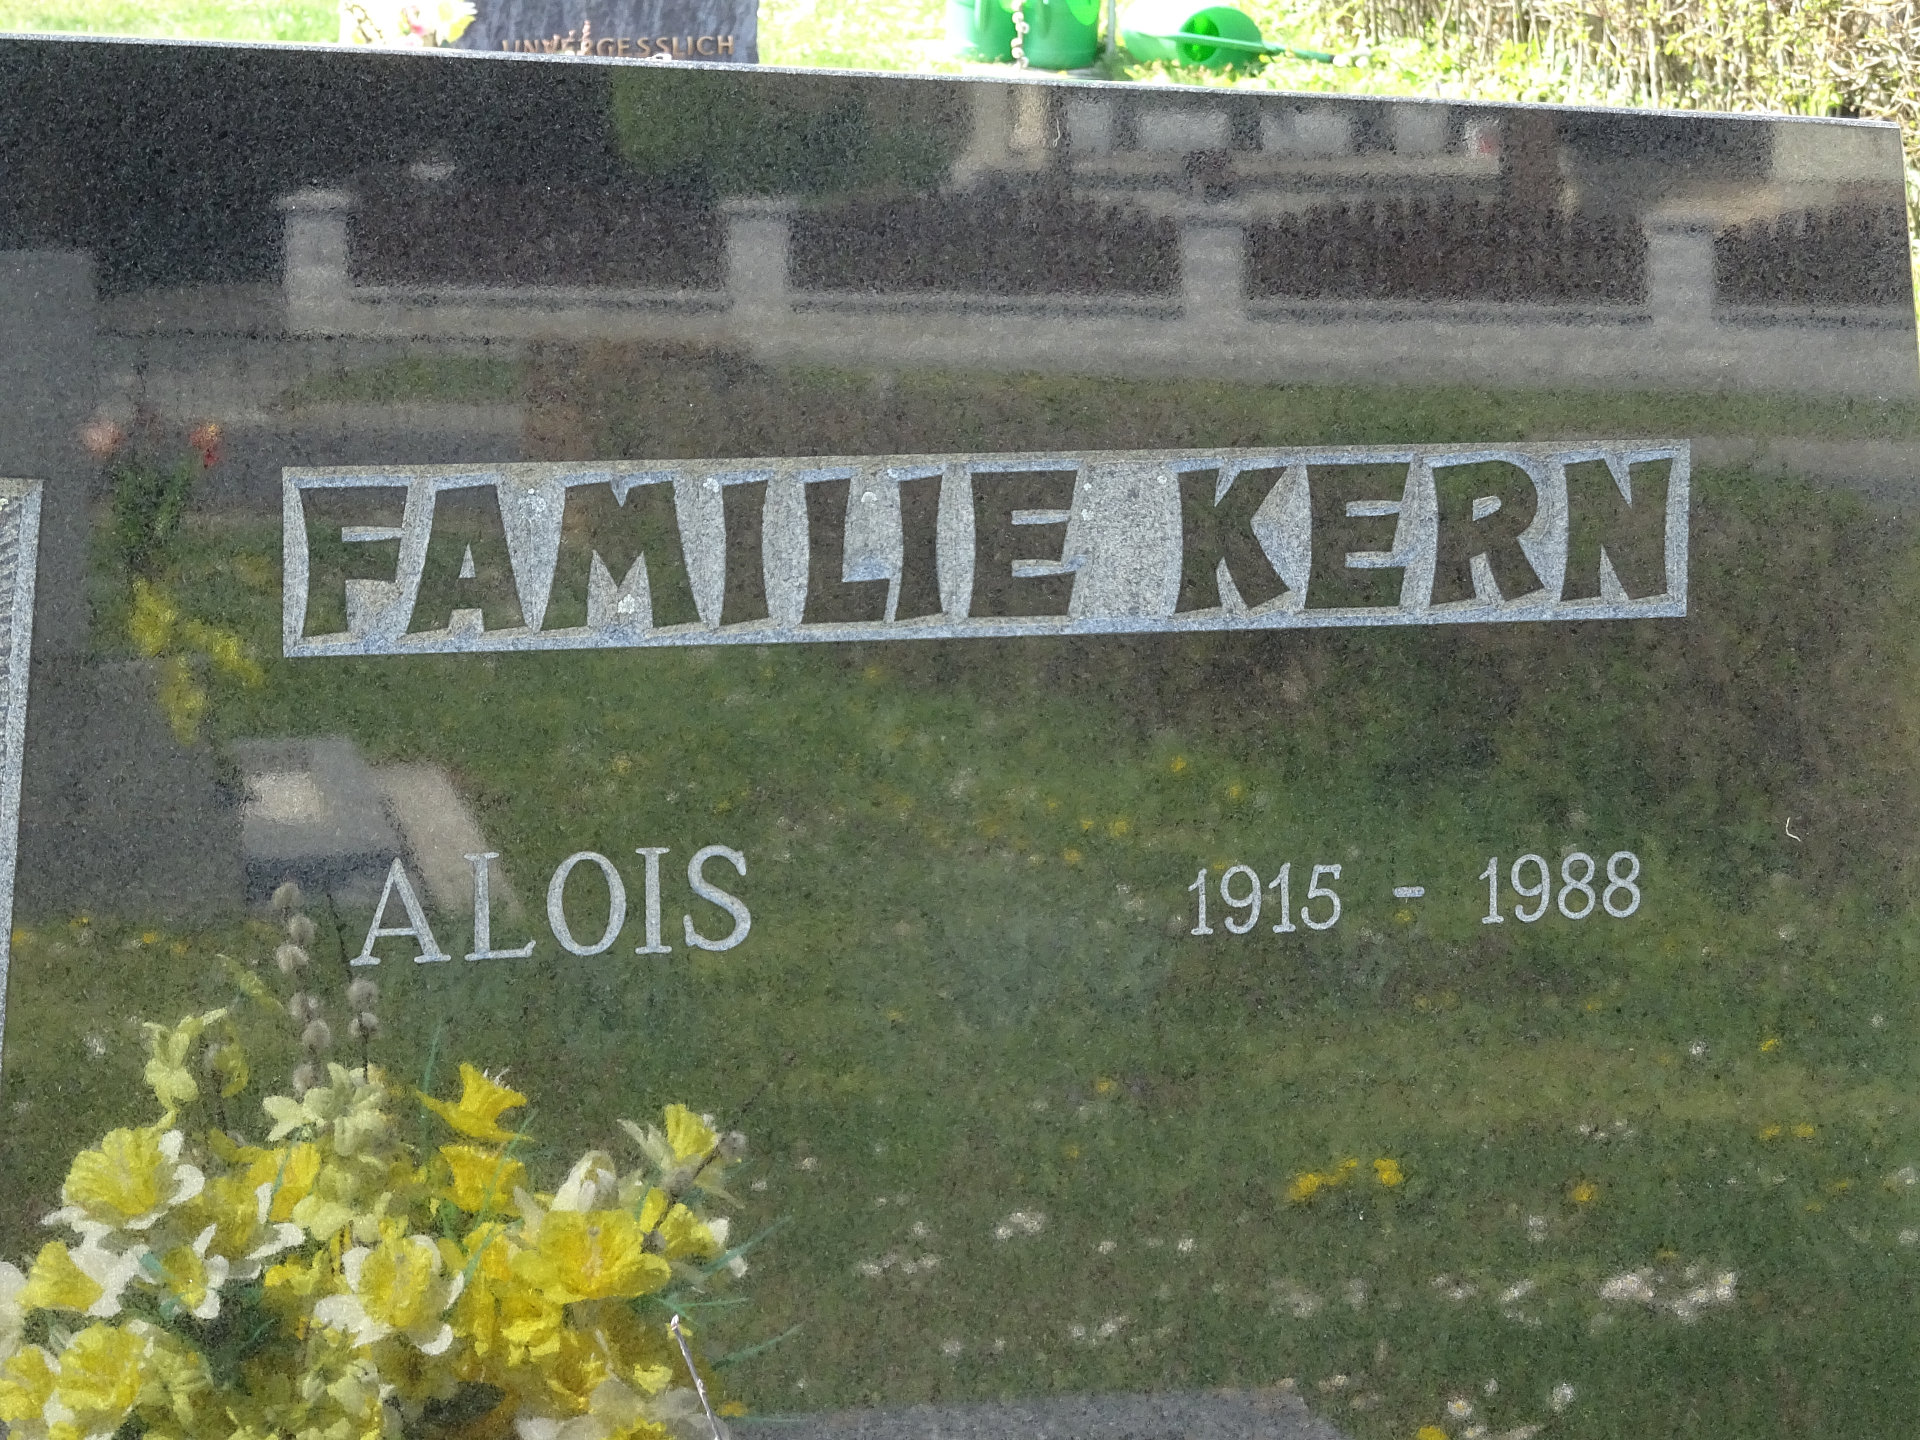 UNVERGESSLICH
FAMILIE KERN
ALOIS 1915 - 1988